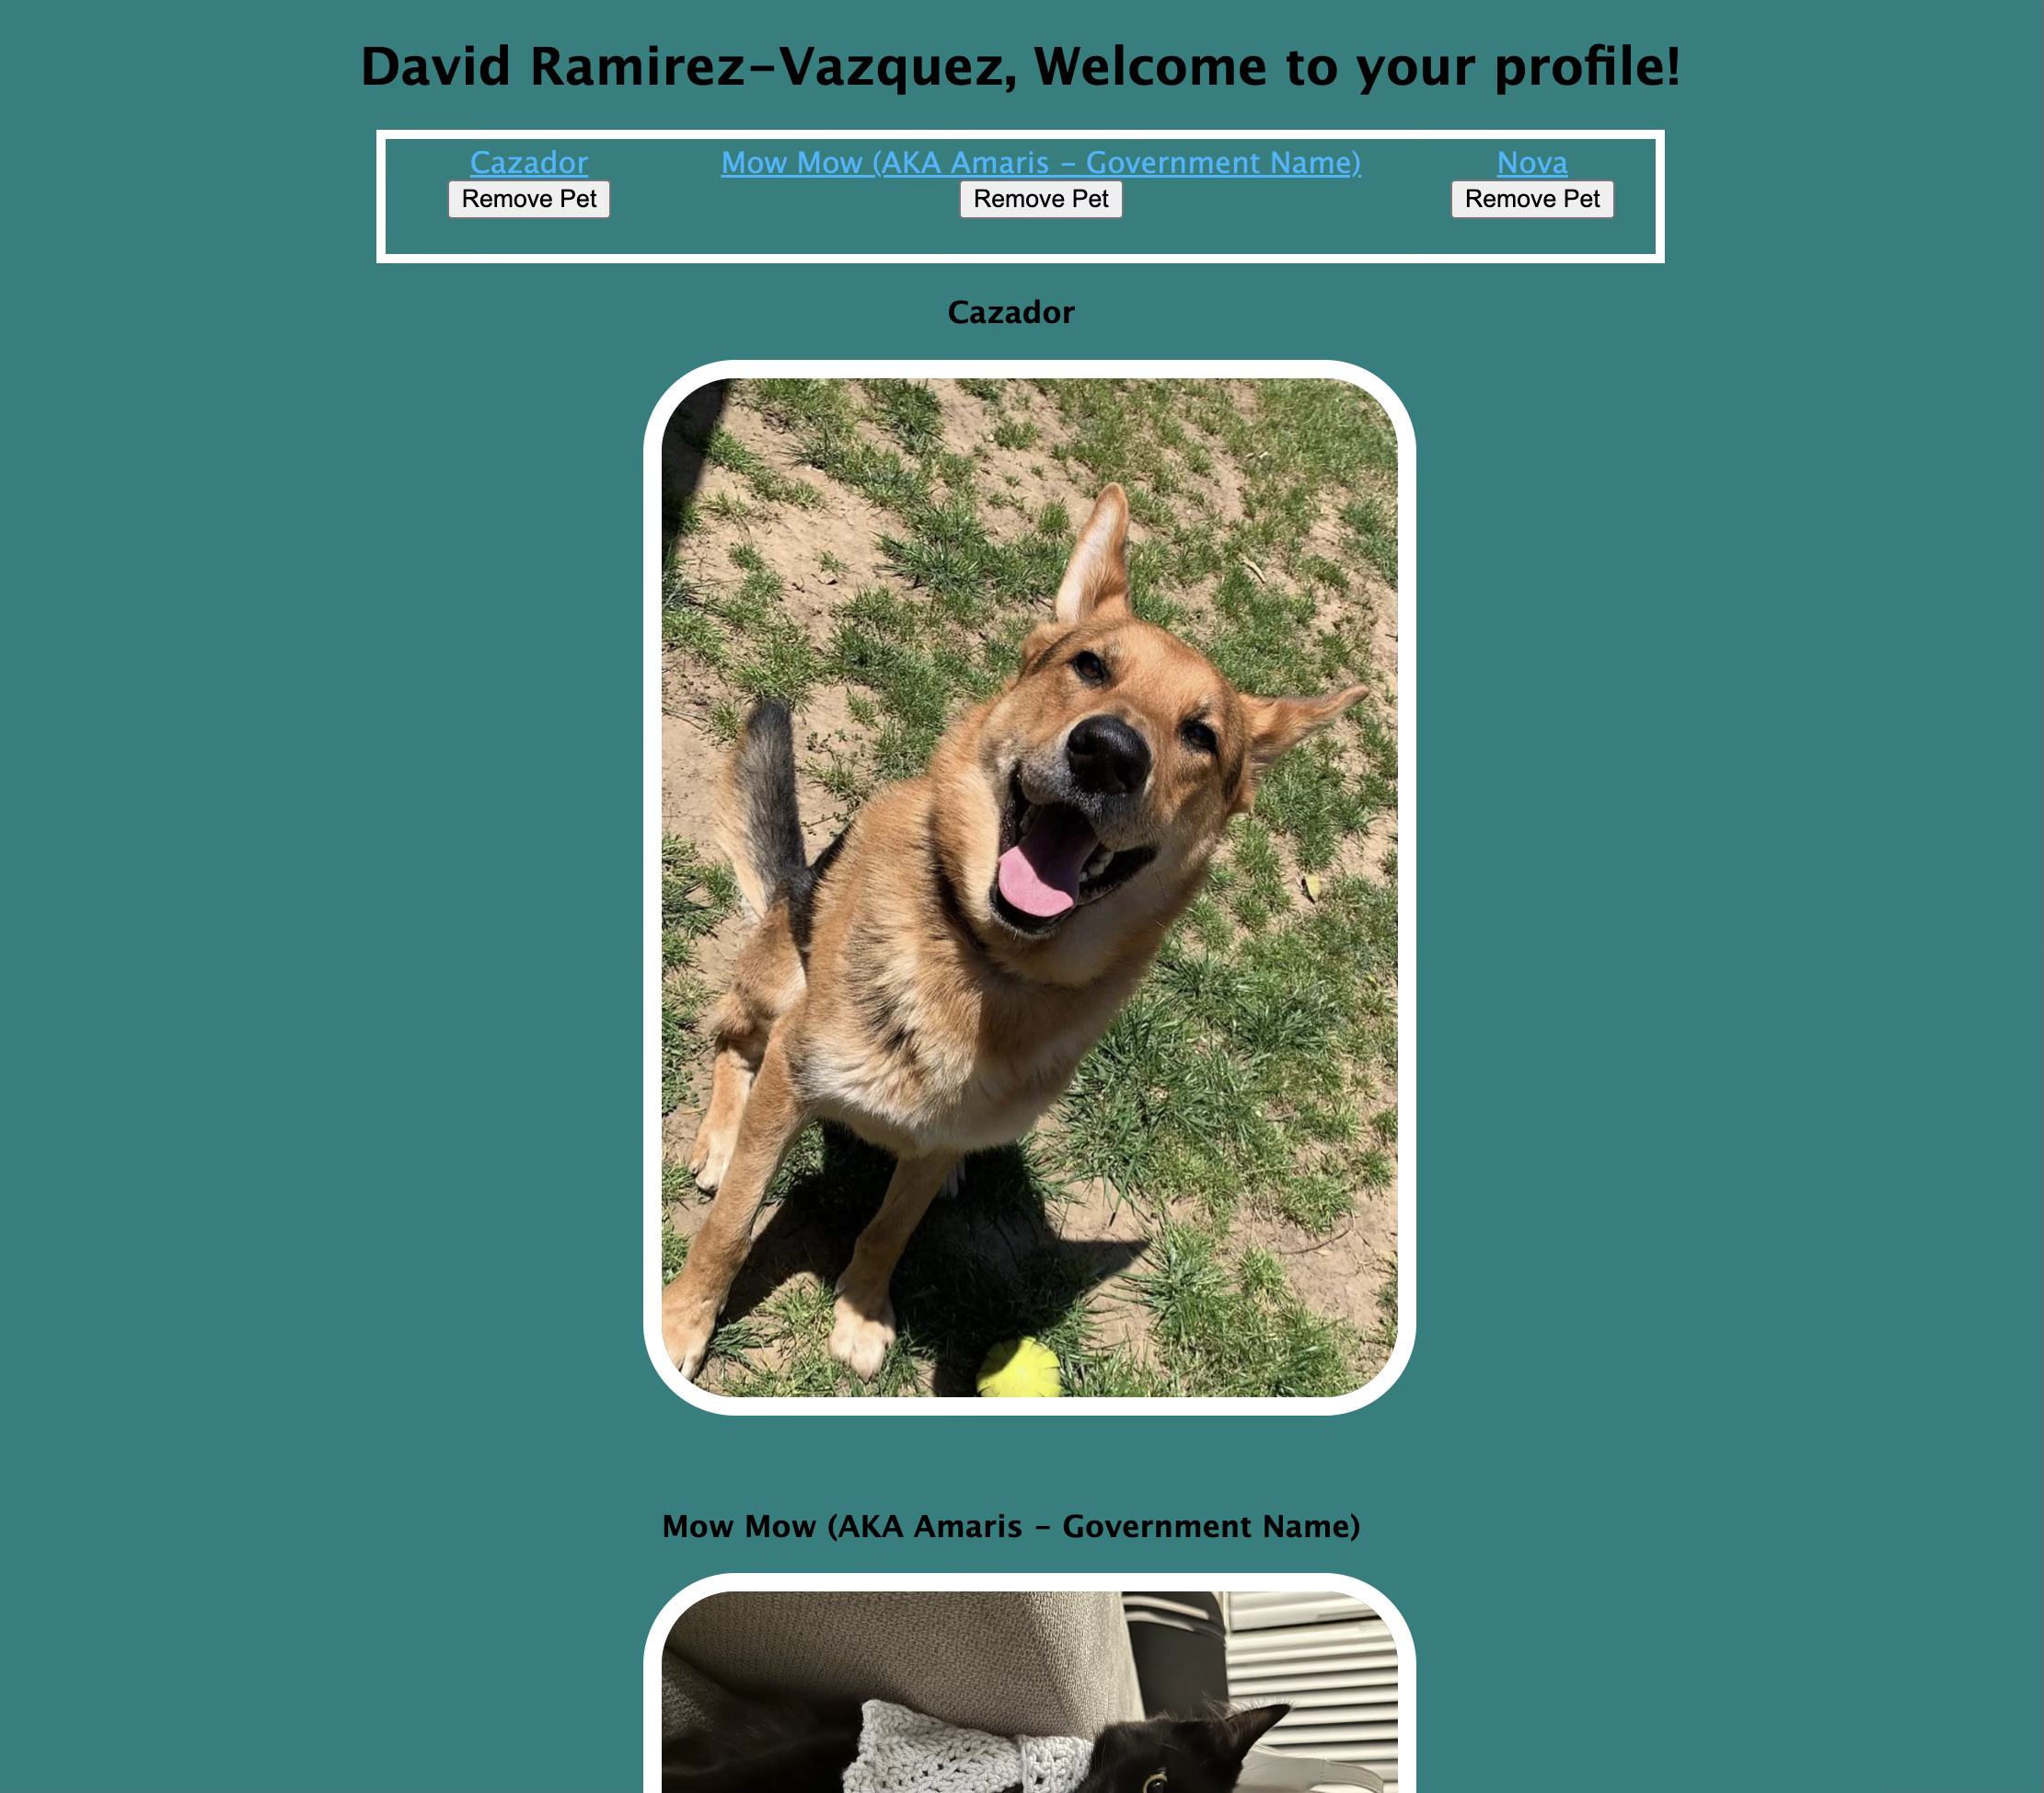 David Ramirez-Vazquez, Welcome to your profile!
Cazador Mow Mow (AKA Amaris - Government Name) Nova
Remove Pet Remove Pet Remove Pet
Cazador
Mow Mow (AKA Amaris - Government Name)